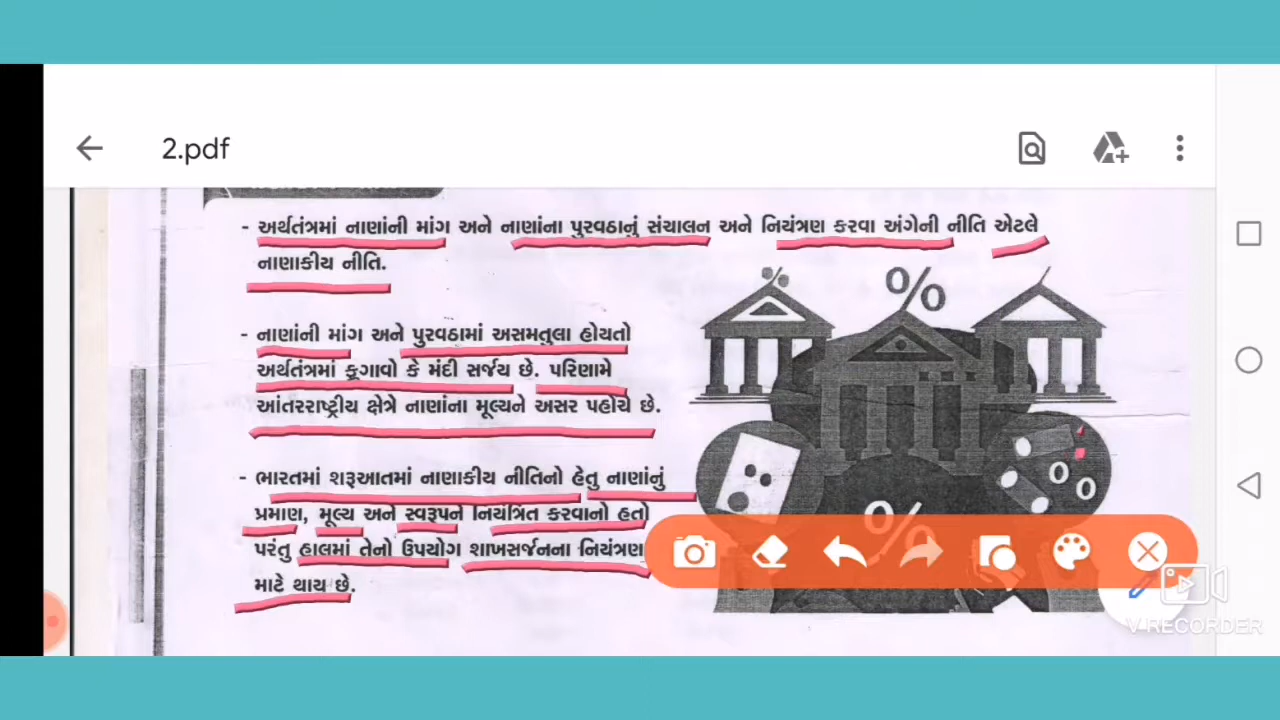 2.pdf
- અર્થતંત્રમાં નાણાંની માંગ અને નાણાંના પુરવઠાનું સંચાલન અને નિયંત્રણ કરવા અંગેની નીતિ એટલે
નાણાકીય નીતિ.
%
%
- નાણાંની માંગ અને પુરવઠામાં અસમતુલા હોયતો
અર્થતંત્રમાં ફૂગાવો કે મંદી સર્જાય છે. પરિણામે
આંતરરાષ્ટ્રીય ક્ષેત્રે નાણાંના મૂલ્યને અસર પહોંચે છે.
- ભારતમાં શરૂઆતમાં નાણાકીય નીતિનો હેતુ નાણાંનું
પ્રમાણ, મૂલ્ય અને સ્વરૂપને નિયંત્રિત કરવાનો હતો
%
પરંતુ હાલમાં તેનો ઉપયોગ શાખસર્જનના નિયંત્રણ
માટે થાય છે.
V RECORDER